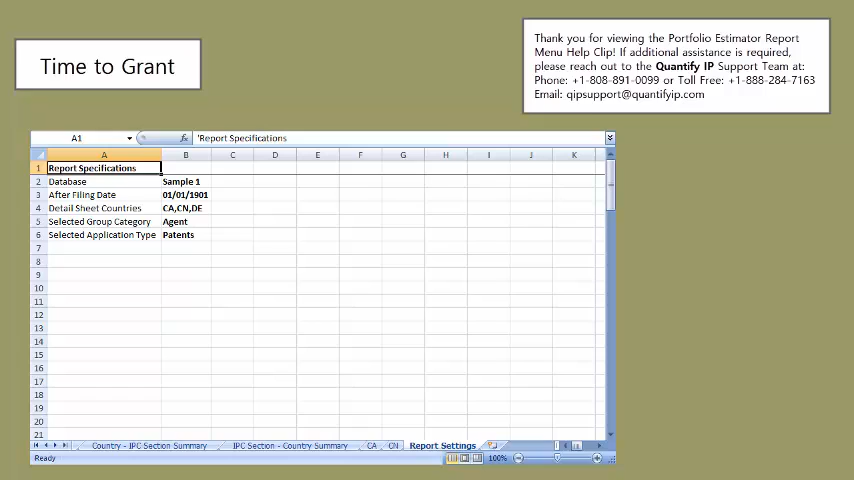 Time to Grant
Thank you for viewing the Portfolio Estimator Report
Menu Help Clip! If additional assistance is required,
please reach out to the Quantify IP Support Team at:
Phone: +1-808-891-0099 or Toll Free: +1-888-284-7163
Email: qipsupport@quantifyip.com
A1 fx 'Report Specifications
A B C D E F G H I J K
1 Report Specifications
2 Database Sample 1
3 After Filing Date 01/01/1901
4 Detail Sheet Countries CA,CN,DE
5 Selected Group Category Agent
6 Selected Application Type Patents
7
8
9
10
11
12
13
14
15
16
17
18
19
20
21
Country - IPC Section Summary IPC Section - Country Summary CA CN Report Settings
Ready 100%